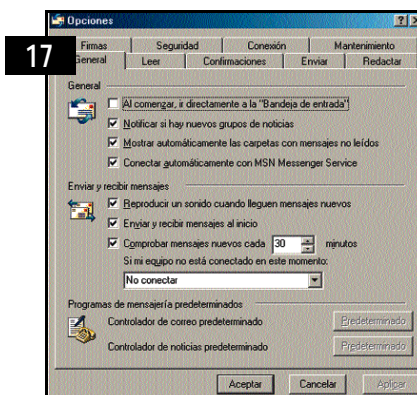 Opciones
17
Firmas Seguridad Conexión Mantenimiento
General Leer Confirmaciones Enviar Redactar
General
Al comenzar, ir directamente a la "Bandeja de entrada"
Notificar si hay nuevos grupos de noticias
Mostrar automáticamente las carpetas con mensajes no leídos
Conectar automáticamente con MSN Messenger Service
Enviar y recibir mensajes
Reproducir un sonido cuando lleguen mensajes nuevos
Enviar y recibir mensajes al inicio
Comprobar mensajes nuevos cada 30 minutos
Si mi equipo no está conectado en este momento:
No conectar
Programas de mensajería predeterminados
Controlador de correo predeterminado Predeterminado
Controlador de noticias predeterminado Predeterminado
Aceptar Cancelar Aplicar